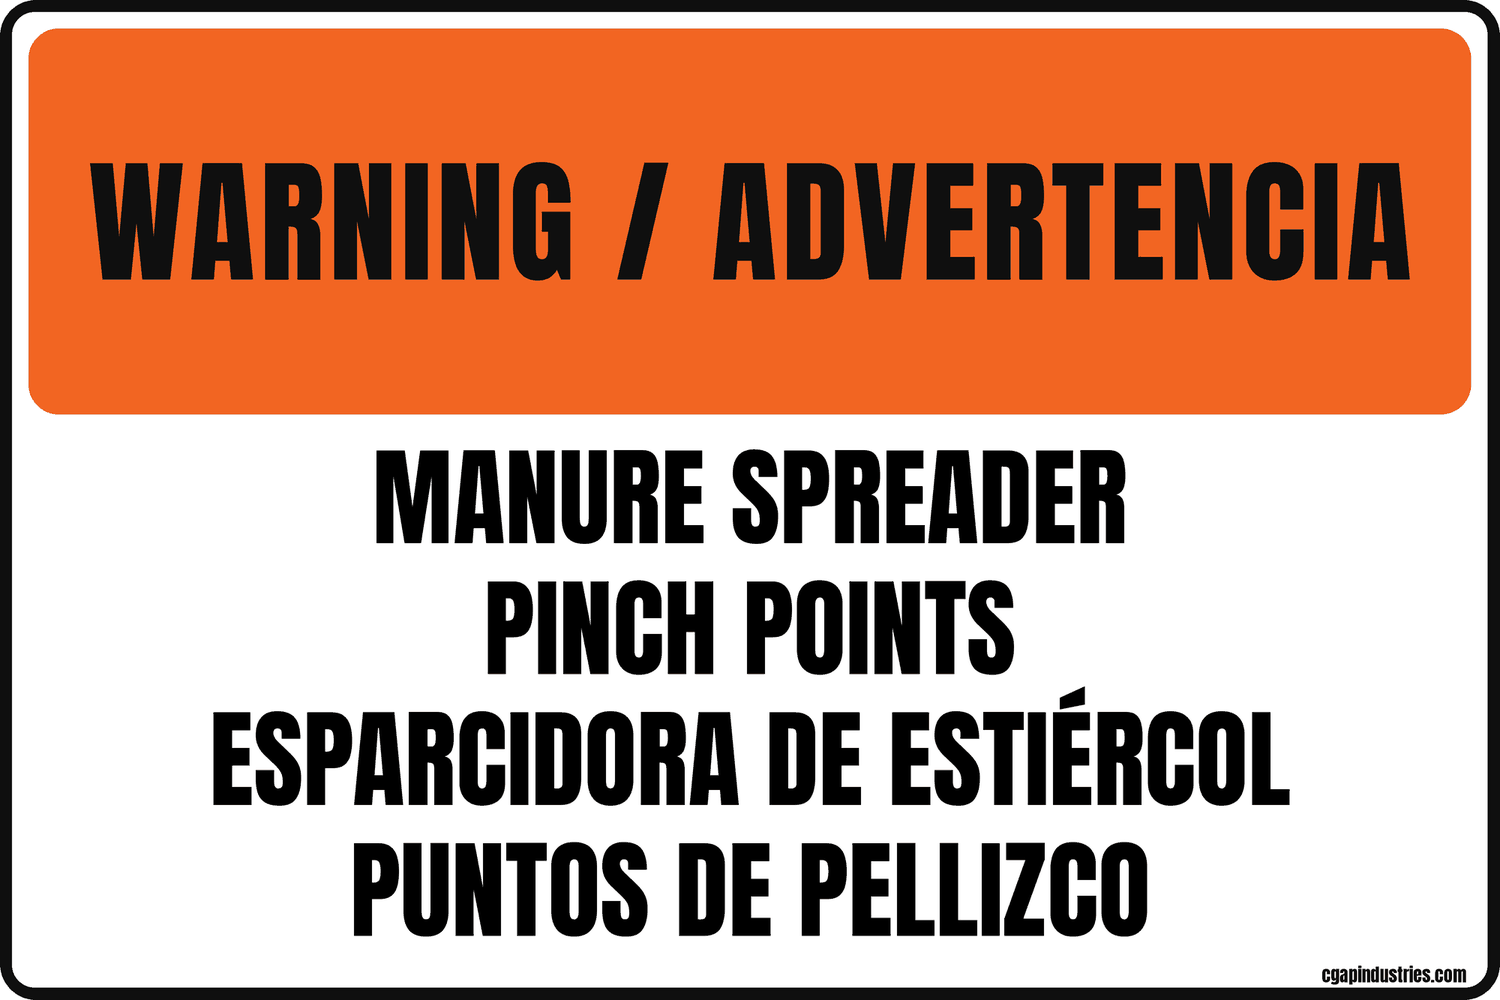 WARNING / ADVERTENCIA
MANURE SPREADER
PINCH POINTS
ESPARCIDORA DE ESTIÉRCOL
PUNTOS DE PELLIZCO
cgapindustries.com